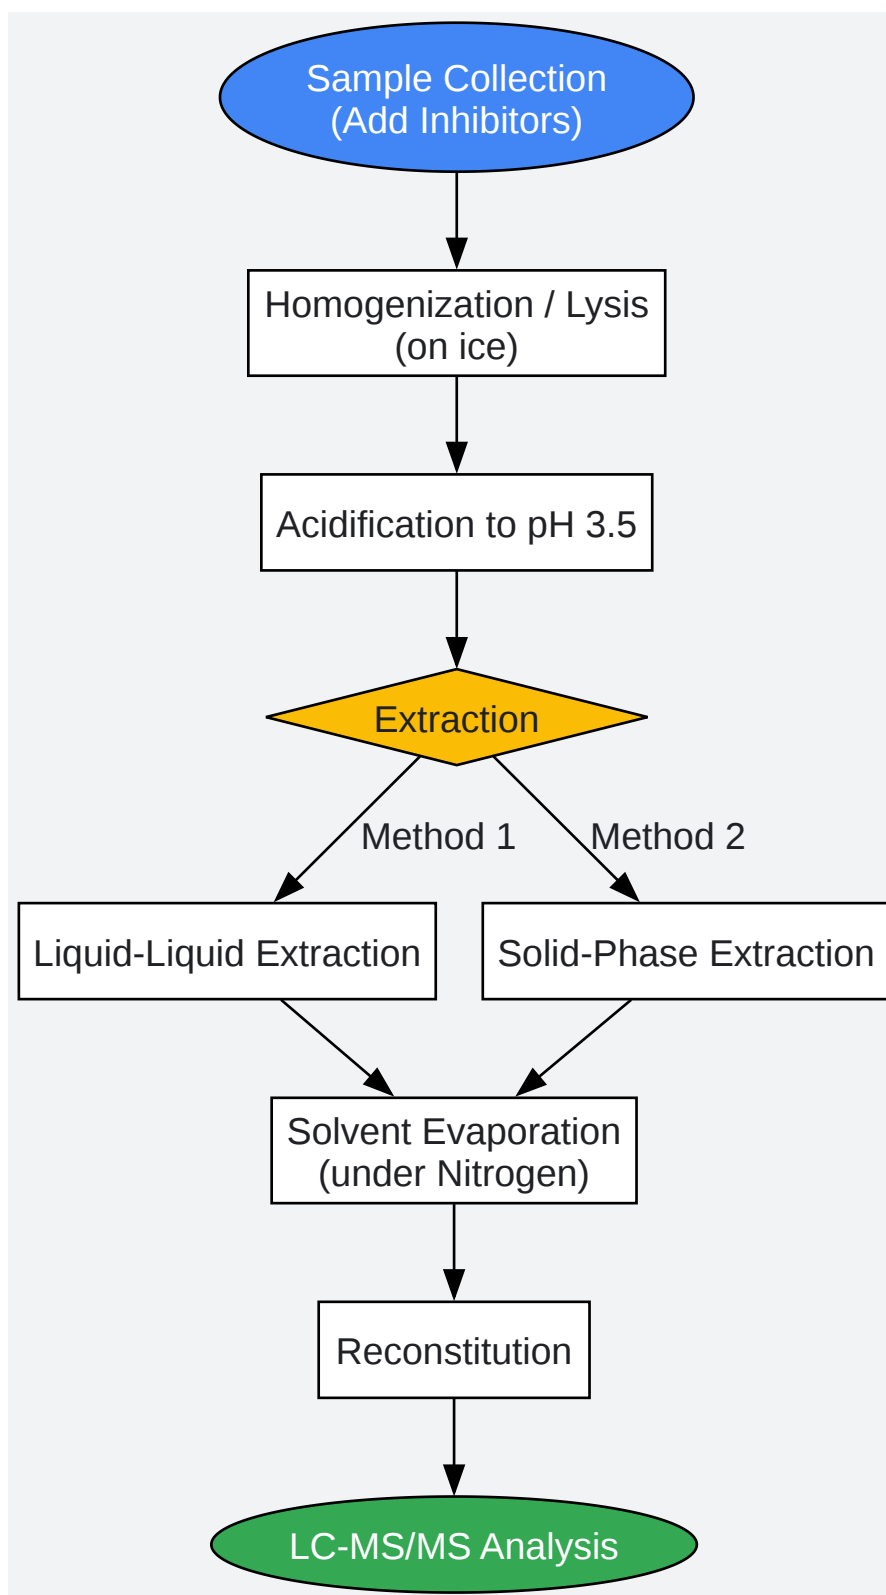 Sample Collection
(Add Inhibitors)
Homogenization / Lysis
(on ice)
Acidification to pH 3.5
Extraction
Method 1
Method 2
Liquid-Liquid Extraction
Solid-Phase Extraction
Solvent Evaporation
(under Nitrogen)
Reconstitution
LC-MS/MS Analysis